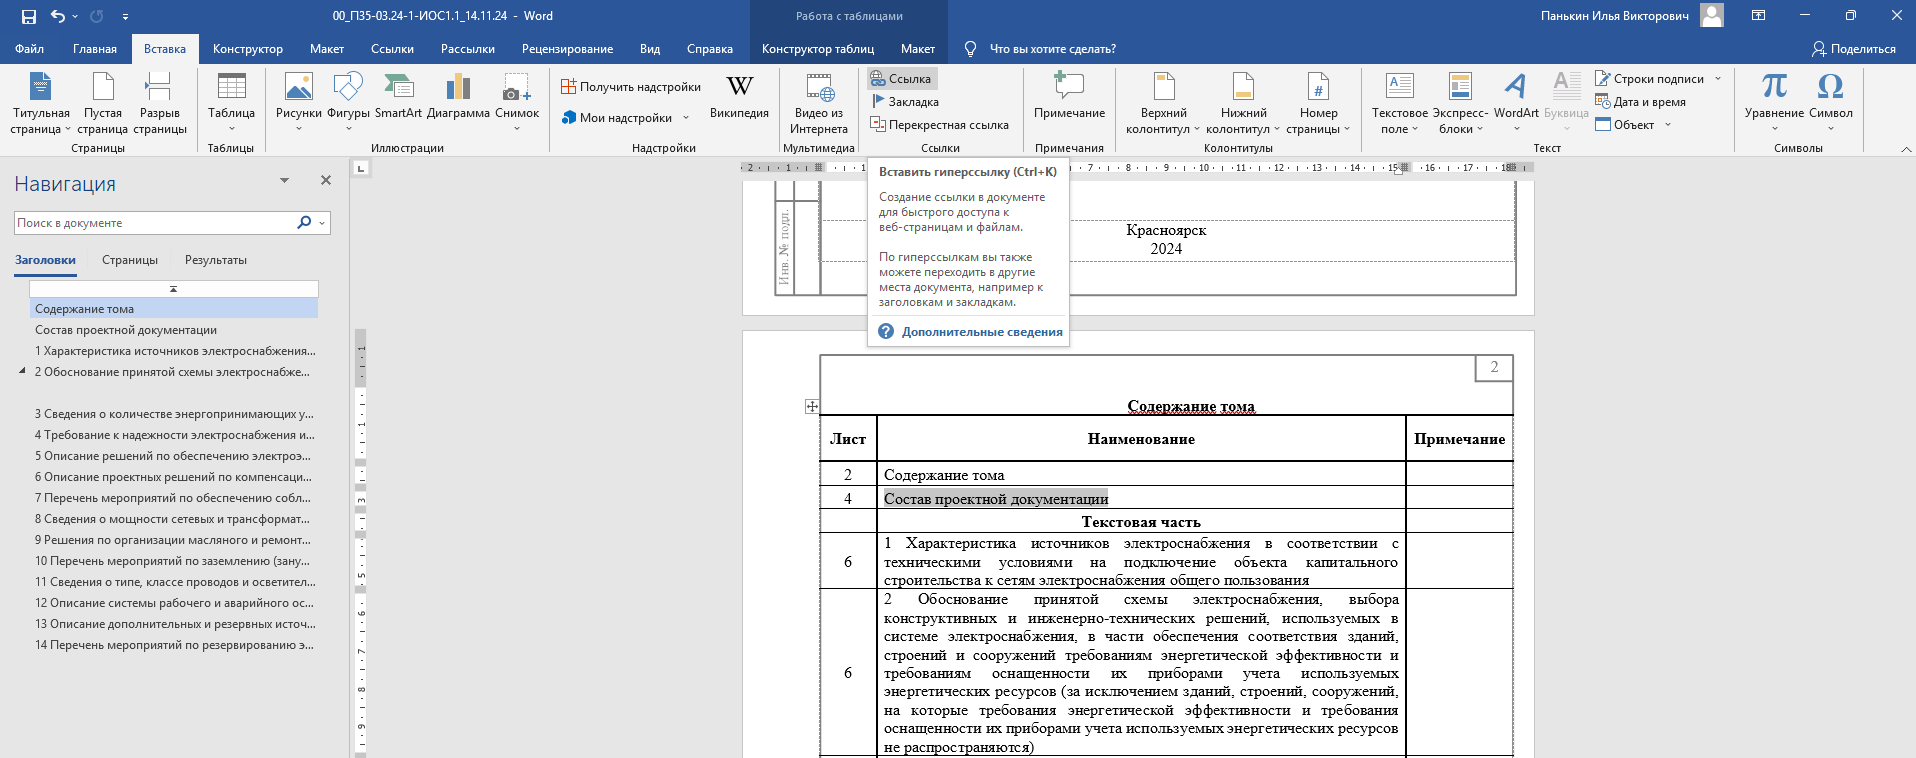 00_П35-03.24-1-ИОС1.1_14.11.24 - Word
Работа с таблицами
Панькин Илья Викторович
Файл Главная Вставка Конструктор Макет Ссылки Рассылки Рецензирование Вид Справка Конструктор таблиц Макет Что вы хотите сделать? Поделиться
Титульная страница
Пустая страница
Разрыв страницы
Страницы
Таблица
Таблицы
Рисунки
Фигуры
SmartArt
Диаграмма
Снимок
Иллюстрации
Получить надстройки
Мои надстройки
W
Википедия
Надстройки
Видео из Интернета
Мультимедиа
Ссылка
Закладка
Перекрестная ссылка
Ссылки
Примечание
Примечания
Верхний колонтитул
Нижний колонтитул
Номер страницы
Колонтитулы
Текстовое поле
Экспресс-блоки
WordArt
Буквица
Строки подписи
Дата и время
Объект
Текст
Уравнение
Символ
Символы
Навигация
Поиск в документе
Заголовки Страницы Результаты
Содержание тома
Состав проектной документации
1 Характеристика источников электроснабжения...
2 Обоснование принятой схемы электроснабже...
3 Сведения о количестве энергопринимающих у...
4 Требование к надежности электроснабжения и...
5 Описание решений по обеспечению электроэ...
6 Описание проектных решений по компенсаци...
7 Перечень мероприятий по обеспечению собл...
8 Сведения о мощности сетевых и трансформат...
9 Решения по организации масляного и ремонт...
10 Перечень мероприятий по заземлению (зану...
11 Сведения о типе, классе проводов и осветител...
12 Описание системы рабочего и аварийного ос...
13 Описание дополнительных и резервных источ...
14 Перечень мероприятий по резервированию э...
Вставить гиперссылку (Ctrl+K)
Создание ссылки в документе
для быстрого доступа к
веб-страницам и файлам.
По гиперссылкам вы также
можете переходить в другие
места документа, например к
заголовкам и закладкам.
Дополнительные сведения
Инв. № подл.
Красноярск
2024
2
Содержание тома
Лист Наименование Примечание
2 Содержание тома
4 Состав проектной документации
Текстовая часть
6
1 Характеристика источников электроснабжения в соответствии с
техническими условиями на подключение объекта капитального
строительства к сетям электроснабжения общего пользования
6
2 Обоснование принятой схемы электроснабжения, выбора
конструктивных и инженерно-технических решений, используемых в
системе электроснабжения, в части обеспечения соответствия зданий,
строений и сооружений требованиям энергетической эффективности и
требованиям оснащенности их приборами учета используемых
энергетических ресурсов (за исключением зданий, строений, сооружений,
на которые требования энергетической эффективности и требования
оснащенности их приборами учета используемых энергетических ресурсов
не распространяются)